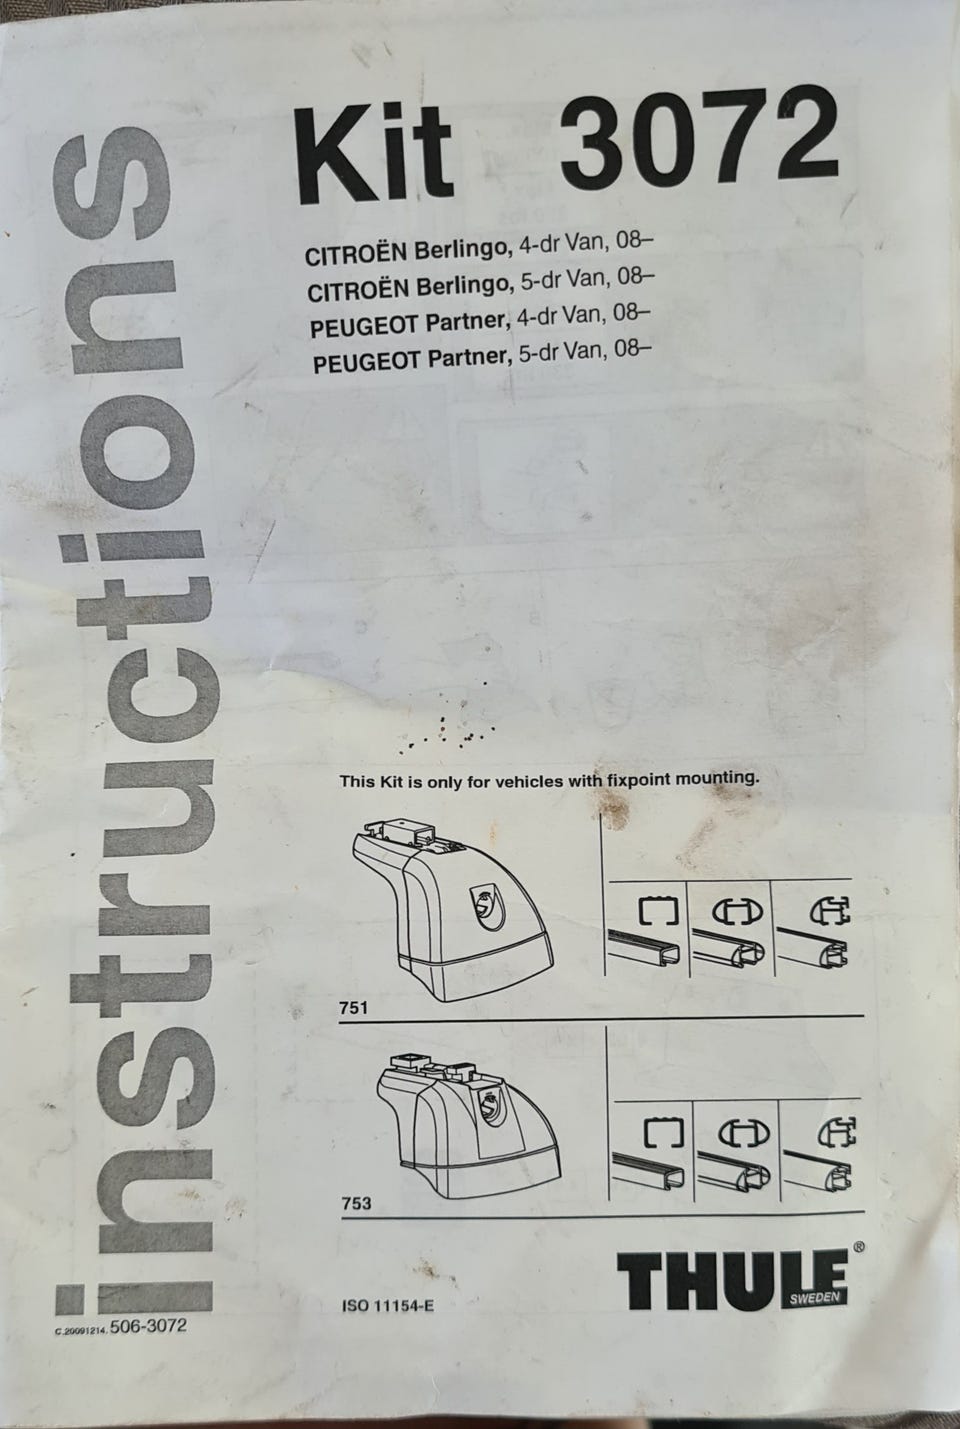 instructions
Kit 3072
CITROËN Berlingo, 4-dr Van, 08–
CITROËN Berlingo, 5-dr Van, 08–
PEUGEOT Partner, 4-dr Van, 08–
PEUGEOT Partner, 5-dr Van, 08–
This Kit is only for vehicles with fixpoint mounting.
751
753
ISO 11154-E
THULE®
SWEDEN
C.20091214. 506-3072